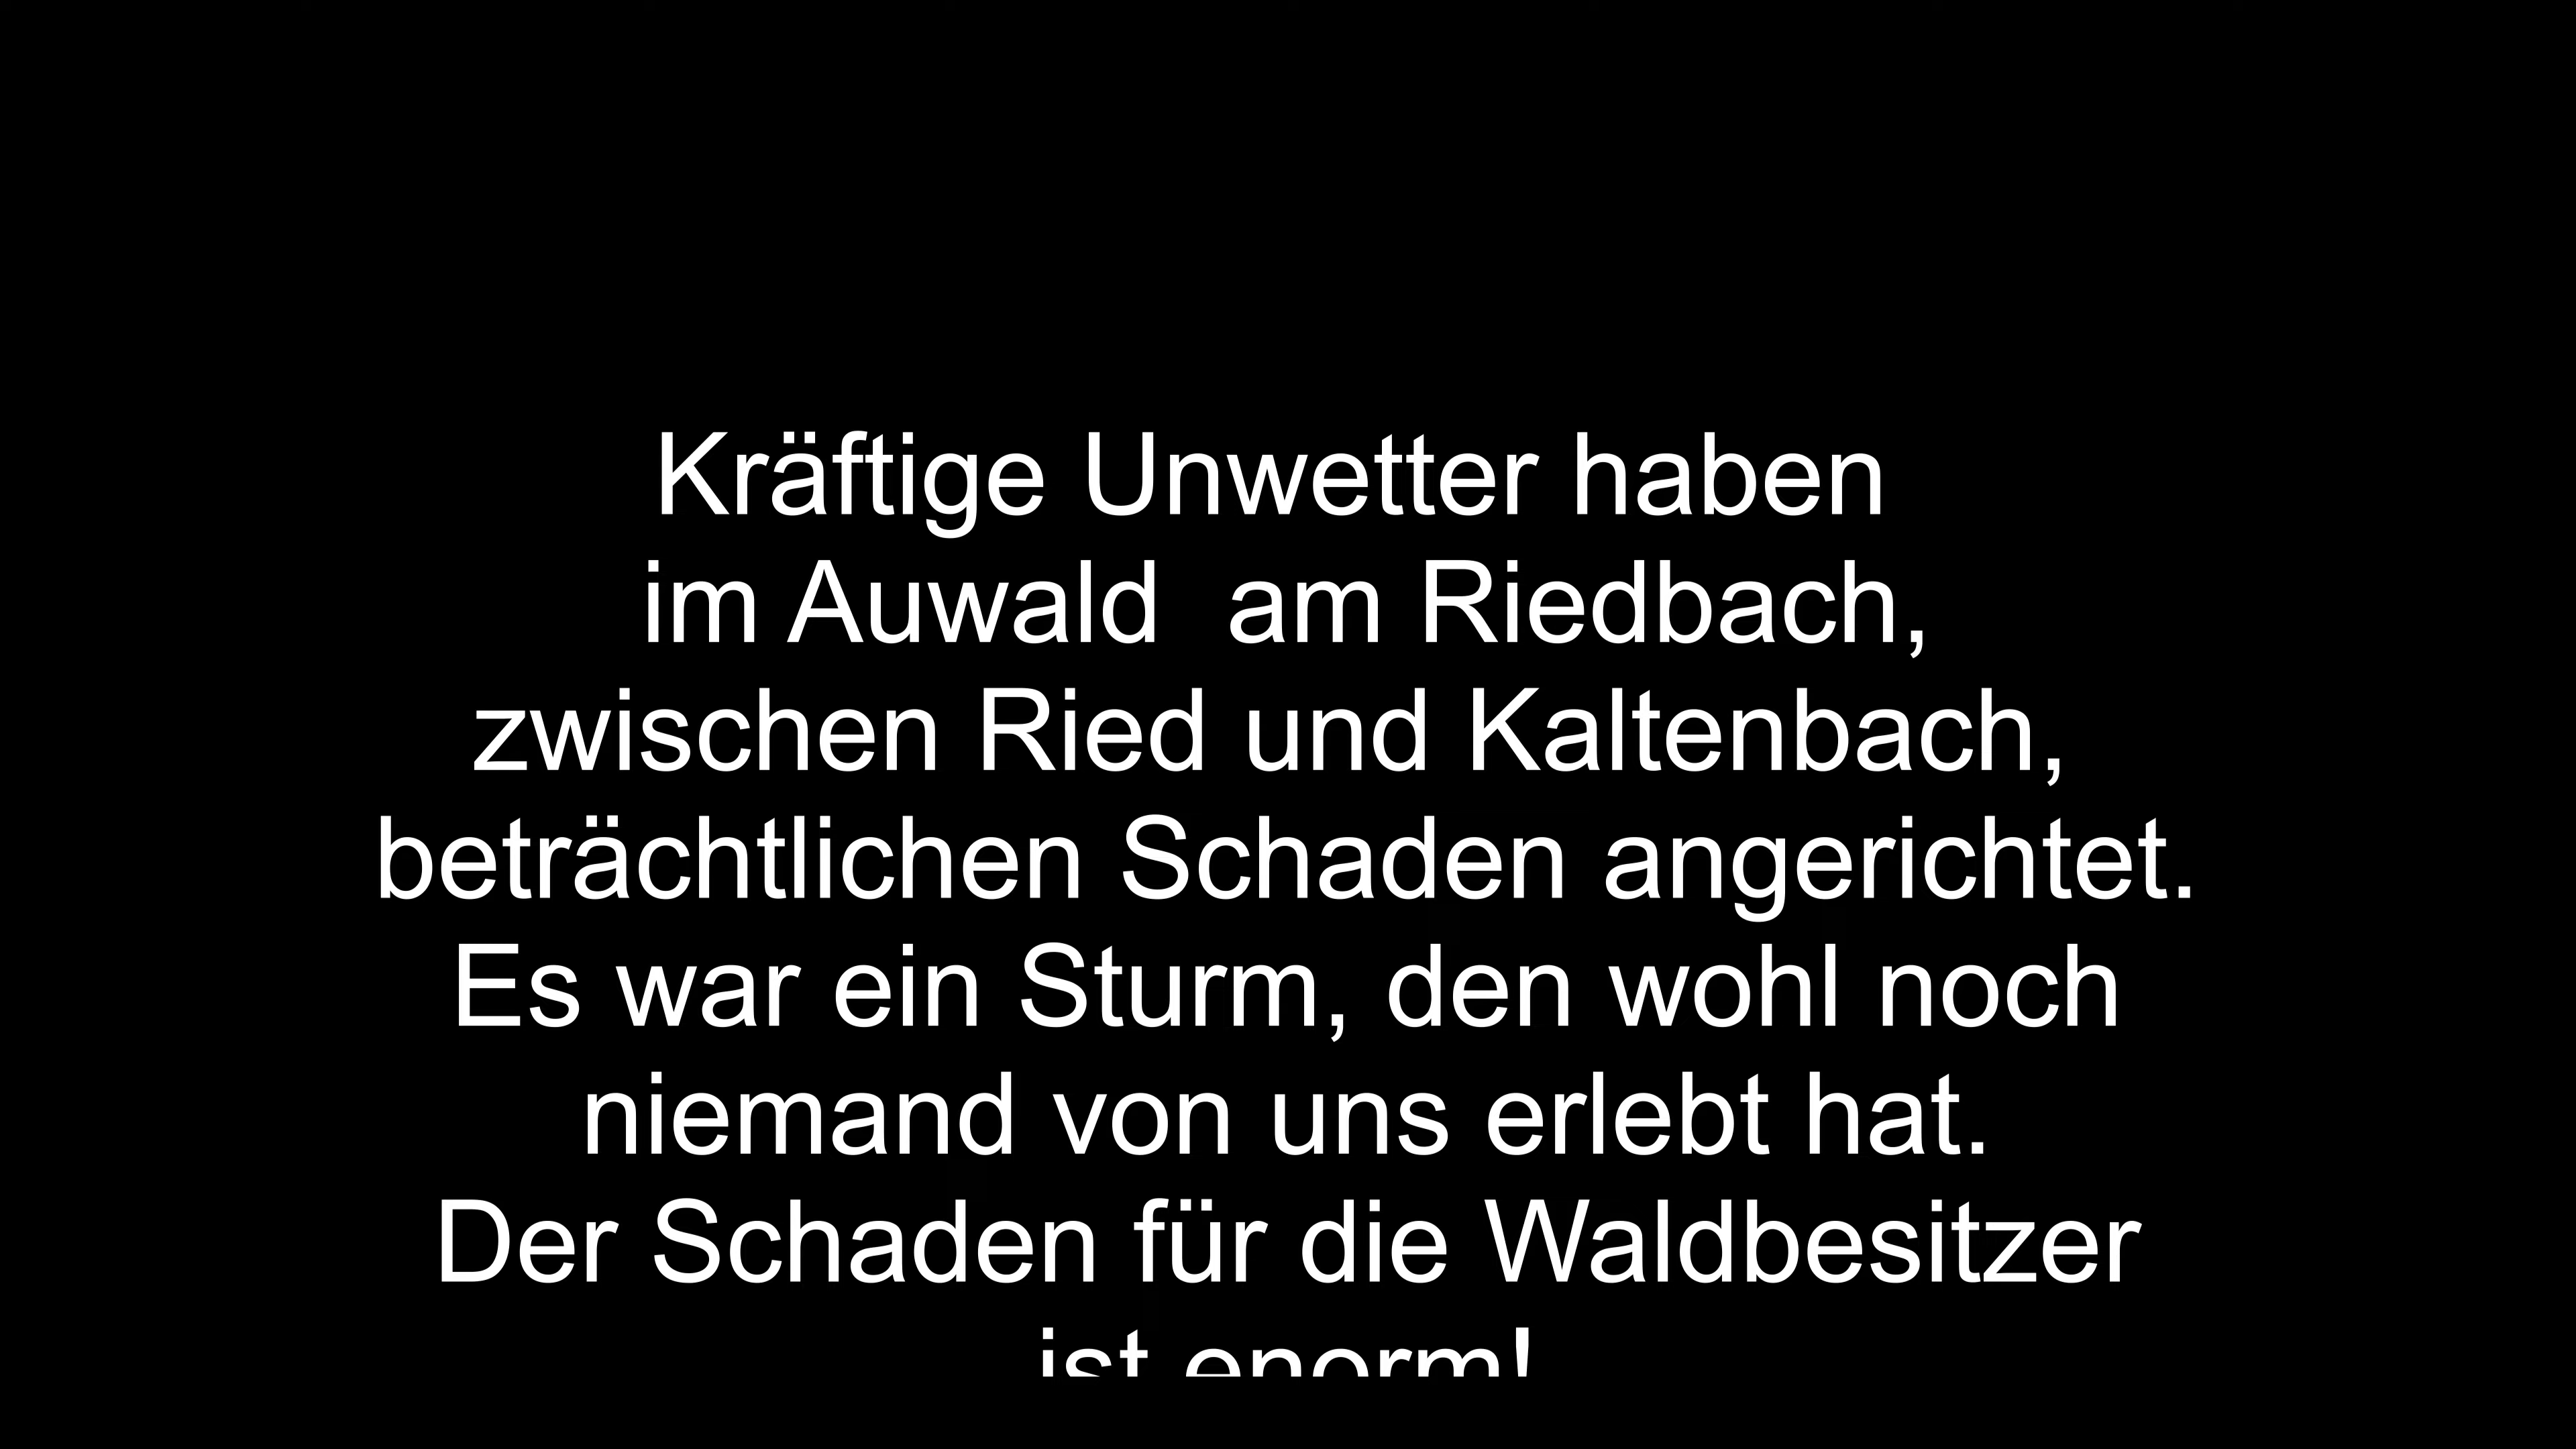 Kräftige Unwetter haben
im Auwald  am Riedbach,
zwischen Ried und Kaltenbach,
beträchtlichen Schaden angerichtet.
Es war ein Sturm, den wohl noch
niemand von uns erlebt hat.
Der Schaden für die Waldbesitzer
ist enorm!